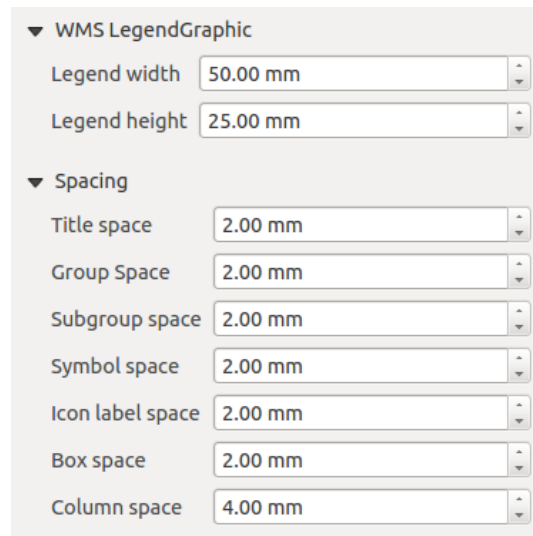 WMS LegendGraphic
Legend width 50.00 mm
Legend height 25.00 mm
Spacing
Title space 2.00 mm
Group Space 2.00 mm
Subgroup space 2.00 mm
Symbol space 2.00 mm
Icon label space 2.00 mm
Box space 2.00 mm
Column space 4.00 mm